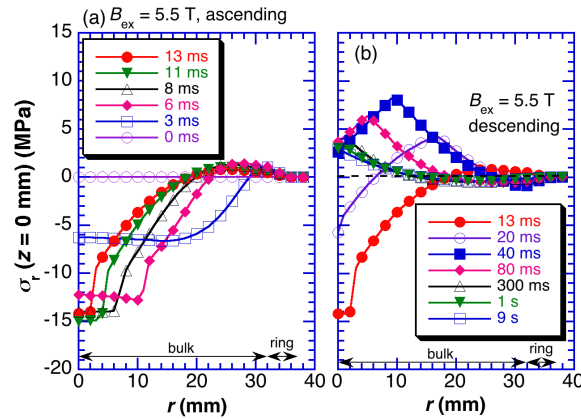 (a) B_ex = 5.5 T, ascending
13 ms
11 ms
8 ms
6 ms
3 ms
0 ms
(b)
B_ex = 5.5 T
descending
13 ms
20 ms
40 ms
80 ms
300 ms
1 s
9 s
σ_r (z = 0 mm) (MPa)
15
10
5
0
-5
-10
-15
-20
bulk
ring
bulk
ring
0 10 20 30 40
0 10 20 30 40
r (mm)
r (mm)